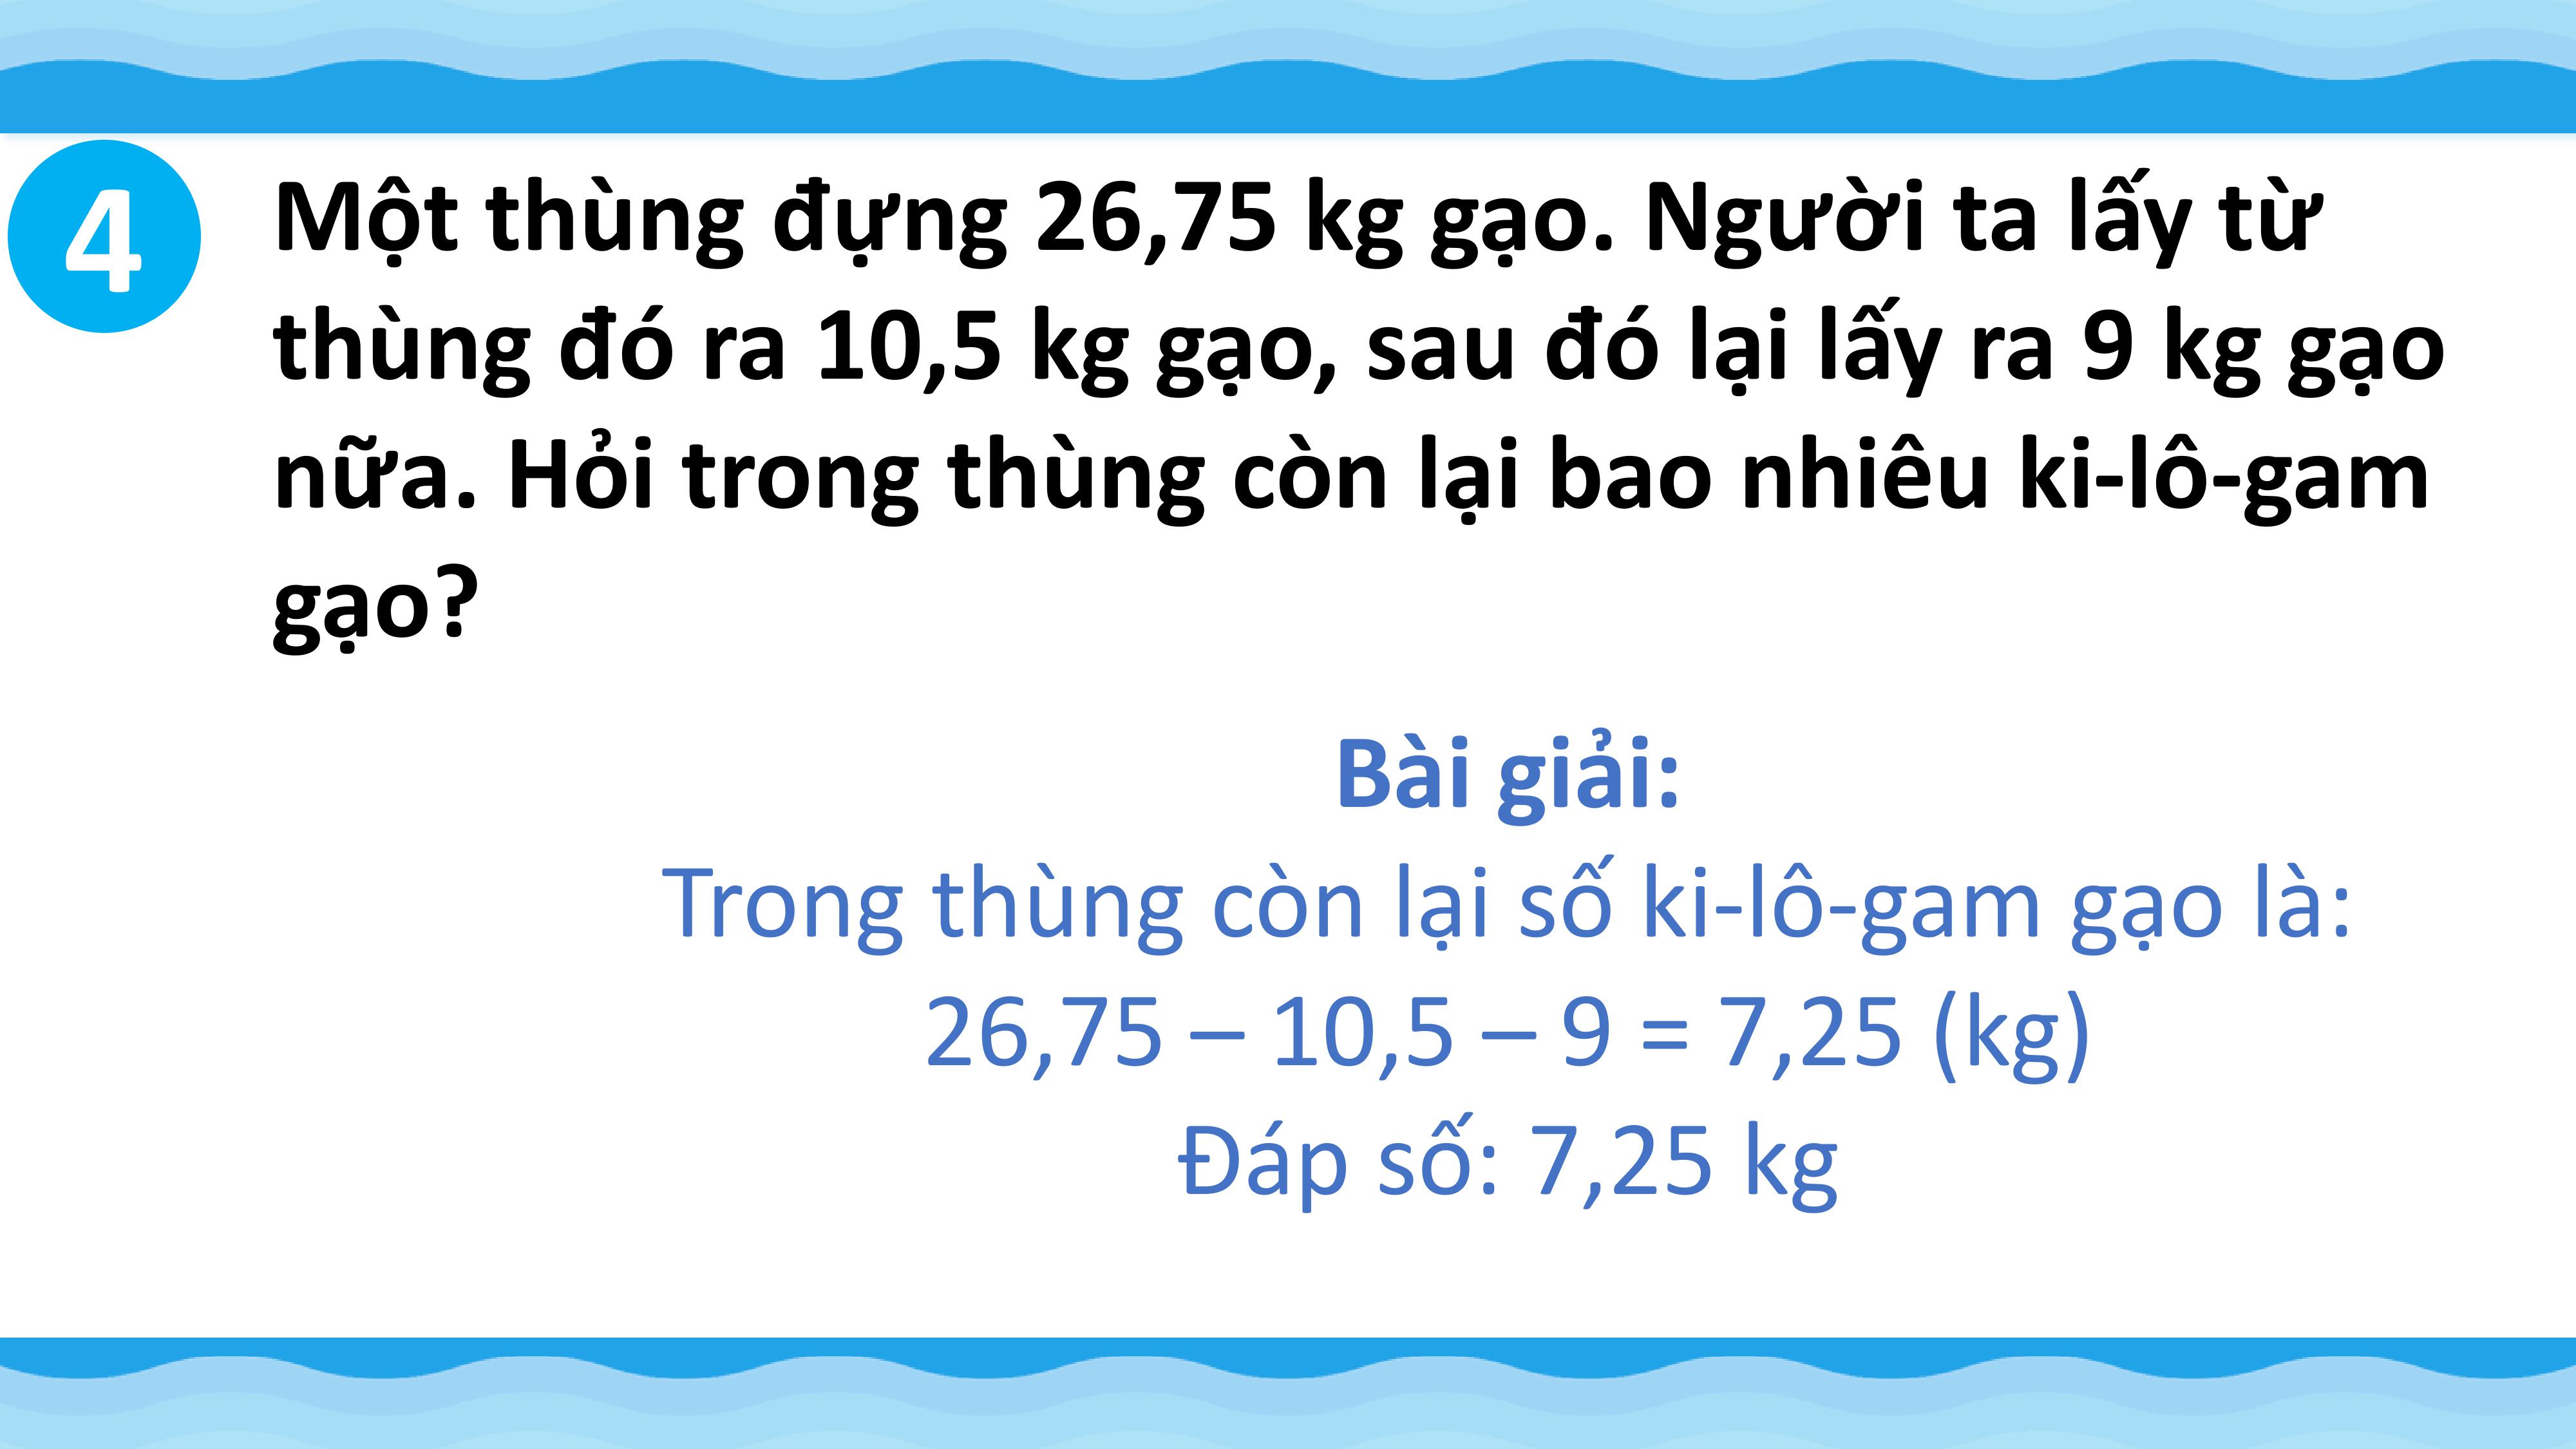 4
Một thùng đựng 26,75 kg gạo. Người ta lấy từ
thùng đó ra 10,5 kg gạo, sau đó lại lấy ra 9 kg gạo
nữa. Hỏi trong thùng còn lại bao nhiêu ki-lô-gam
gạo?
Bài giải:
Trong thùng còn lại số ki-lô-gam gạo là:
26,75 – 10,5 – 9 = 7,25 (kg)
Đáp số: 7,25 kg